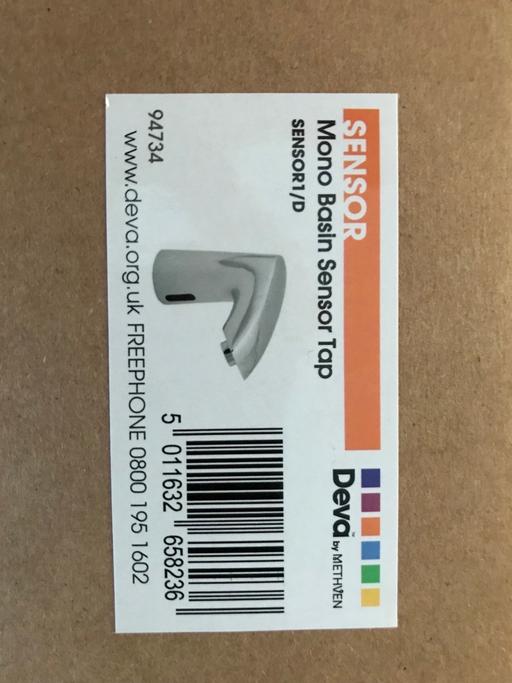 SENSOR
Mono Basin Sensor Tap
SENSOR1/D
Deva™
by METHVEN
5 011632 658236
94734
www.deva.org.uk FREEPHONE 0800 195 1602